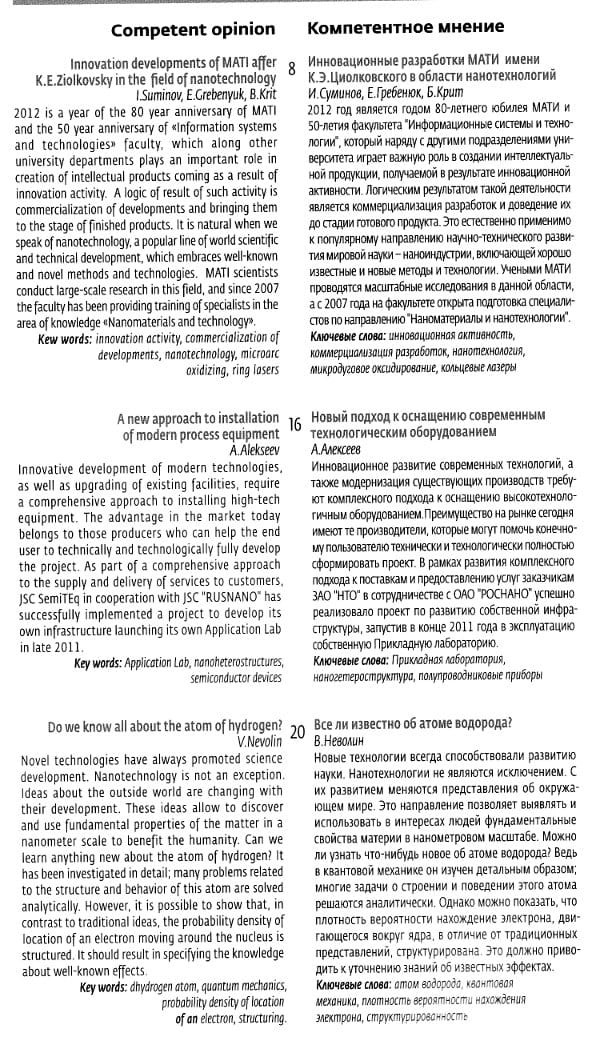 Competent opinion
Innovation developments of MATI affer
K.E.Ziolkovsky in the field of nanotechnology
I.Suminov, E.Grebenyuk, B.Krit
2012 is a year of the 80 year anniversary of MATI
and the 50 year anniversary of «Information systems
and technologies» faculty, which along other
university departments plays an important role in
creation of intellectual products coming as a result of
innovation activity. A logic of result of such activity is
commercialization of developments and bringing them
to the stage of finished products. It is natural when we
speak of nanotechnology, a popular line of world scientific
and technical development, which embraces well-known
and novel methods and technologies. MATI scientists
conduct large-scale research in this field, and since 2007
the faculty has been providing training of specialists in the
area of knowledge «Nanomaterials and technology».
Kew words: innovation activity, commercialization of
developments, nanotechnology, microarc
oxidizing, ring lasers
A new approach to installation
of modern process equipment
A.Alekseev
Innovative development of modern technologies,
as well as upgrading of existing facilities, require
a comprehensive approach to installing high-tech
equipment. The advantage in the market today
belongs to those producers who can help the end
user to technically and technologically fully develop
the project. As part of a comprehensive approach
to the supply and delivery of services to customers,
JSC SemiTEq in cooperation with JSC "RUSNANO" has
successfully implemented a project to develop its
own infrastructure launching its own Application Lab
in late 2011.
Key words: Application Lab, nanoheterostructures,
semiconductor devices
Do we know all about the atom of hydrogen?
V.Nevolin
Novel technologies have always promoted science
development. Nanotechnology is not an exception.
Ideas about the outside world are changing with
their development. These ideas allow to discover
and use fundamental properties of the matter in a
nanometer scale to benefit the humanity. Can we
learn anything new about the atom of hydrogen? It
has been investigated in detail; many problems related
to the structure and behavior of this atom are solved
analytically. However, it is possible to show that, in
contrast to traditional ideas, the probability density of
location of an electron moving around the nucleus is
structured. It should result in specifying the knowledge
about well-known effects.
Key words: dhydrogen atom, quantum mechanics,
probability density of location
of an electron, structuring.
Компетентное мнение
8
Инновационные разработки МАТИ имени
К.Э.Циолковского в области нанотехнологий
И.Суминов, Е.Гребенюк, Б.Крит
2012 год является годом 80-летнего юбилея МАТИ и
50-летия факультета "Информационные системы и техно-
логии", который наряду с другими подразделениями уни-
верситета играет важную роль в создании интеллектуаль-
ной продукции, получаемой в результате инновационной
активности. Логическим результатом такой деятельности
является коммерциализация разработок и доведение их
до стадии готового продукта. Это естественно применимо
к популярному направлению научно-технического разви-
тия мировой науки – наноиндустрии, включающей хорошо
известные и новые методы и технологии. Учеными МАТИ
проводятся масштабные исследования в данной области,
а с 2007 года на факультете открыта подготовка специали-
стов по направлению "Наноматериалы и нанотехнологии".
Ключевые слова: инновационная активность,
коммерциализация разработок, нанотехнология,
микродуговое оксидирование, кольцевые лазеры
16
Новый подход к оснащению современным
технологическим оборудованием
А.Алексеев
Инновационное развитие современных технологий, а
также модернизация существующих производств требу-
ют комплексного подхода к оснащению высокотехноло-
гичным оборудованием.Преимущество на рынке сегодня
имеют те производители, которые могут помочь конечно-
му пользователю технически и технологически полностью
сформировать проект. В рамках развития комплексного
подхода к поставкам и предоставлению услуг заказчикам
ЗАО "НТО" в сотрудничестве с ОАО "РОСНАНО" успешно
реализовало проект по развитию собственной инфра-
структуры, запустив в конце 2011 года в эксплуатацию
собственную Прикладную лабораторию.
Ключевые слова: Прикладная лаборатория,
наногетероструктура, полупроводниковые приборы
20
Все ли известно об атоме водорода?
В.Неволин
Новые технологии всегда способствовали развитию
науки. Нанотехнологии не являются исключением. С
их развитием меняются представления об окружа-
ющем мире. Это направление позволяет выявлять и
использовать в интересах людей фундаментальные
свойства материи в нанометровом масштабе. Можно
ли узнать что-нибудь новое об атоме водорода? Ведь
в квантовой механике он изучен детальным образом;
многие задачи о строении и поведении этого атома
решаются аналитически. Однако можно показать, что
плотность вероятности нахождение электрона, дви-
гающегося вокруг ядра, в отличие от традиционных
представлений, структурирована. Это должно приво-
дить к уточнению знаний об известных эффектах.
Ключевые слова: атом водорода, квантовая
механика, плотность вероятности нахождения
электрона, структурированность